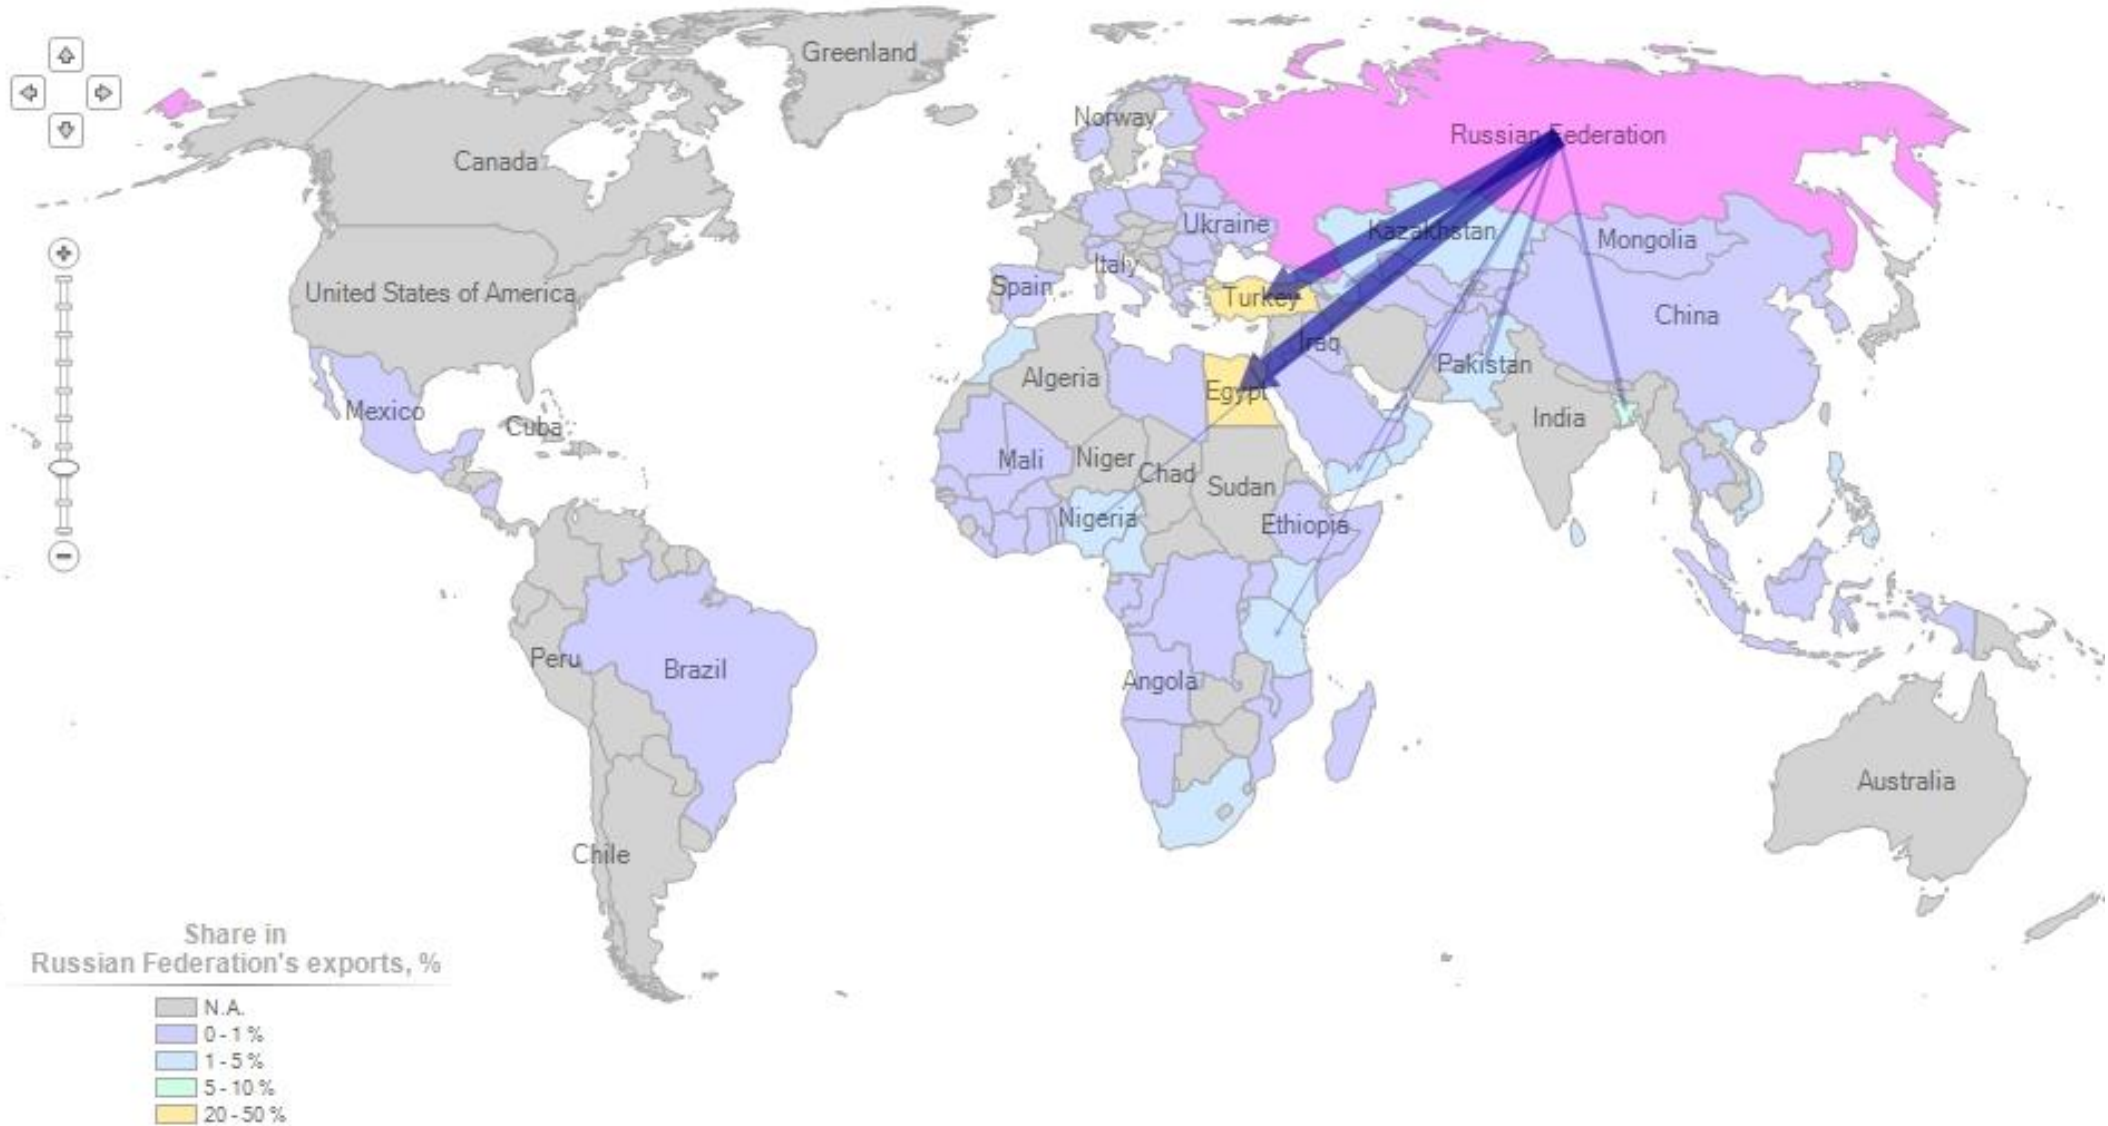 Greenland
Norway
Russian Federation
Canada
Ukraine
Kazakhstan
Mongolia
Italy
Spain
United States of America
Turkey
China
Iraq
Pakistan
Algeria
Egypt
Mexico
India
Cuba
Mali
Niger
Chad
Sudan
Nigeria
Ethiopia
Peru
Brazil
Angola
Australia
Chile
Share in
Russian Federation's exports, %
N.A.
0 - 1 %
1 - 5 %
5 - 10 %
20 - 50 %